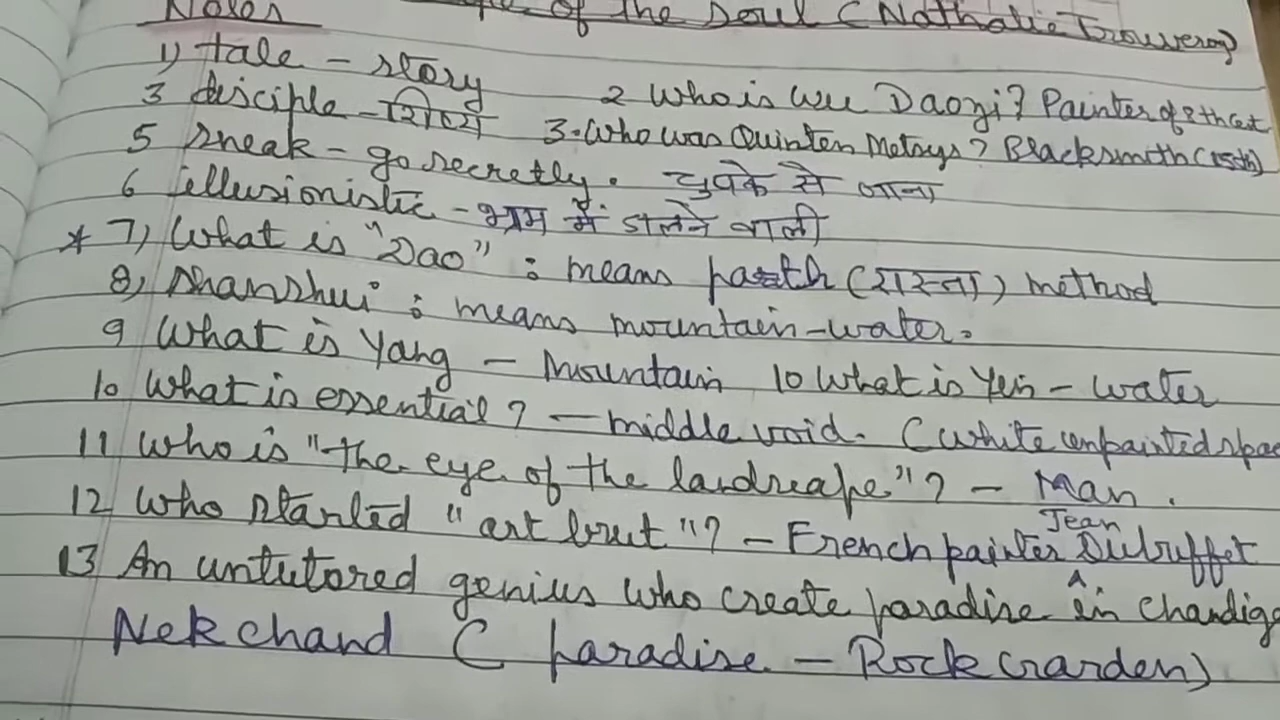 Notes of the Soul (Nathalie Trouveroy)
1) tale - story
2 Who is wu Daozi? Painter of 8th cat
3 disciple - शिष्य
3. Who was Quinten Metsys? Blacksmith (15th)
5 sneak - go secretly. चुपके से जाना
6 illusionistic - भ्रम में डालने वाली
* 7) What is "Dao" : means path (रास्ता) method
8) Shanshui : means mountain-water.
9 What is Yang - Mountain 10 What is Yin - water
10 What is essential? - middle void. (white unpainted spac
11 Who is "the eye of the landscape"? - Man.
12 Who started "art brut"? - French painter Jean Dubuffet
13 An untutored genius who create paradise in chandiga
Nek chand ( paradise - Rock Garden)